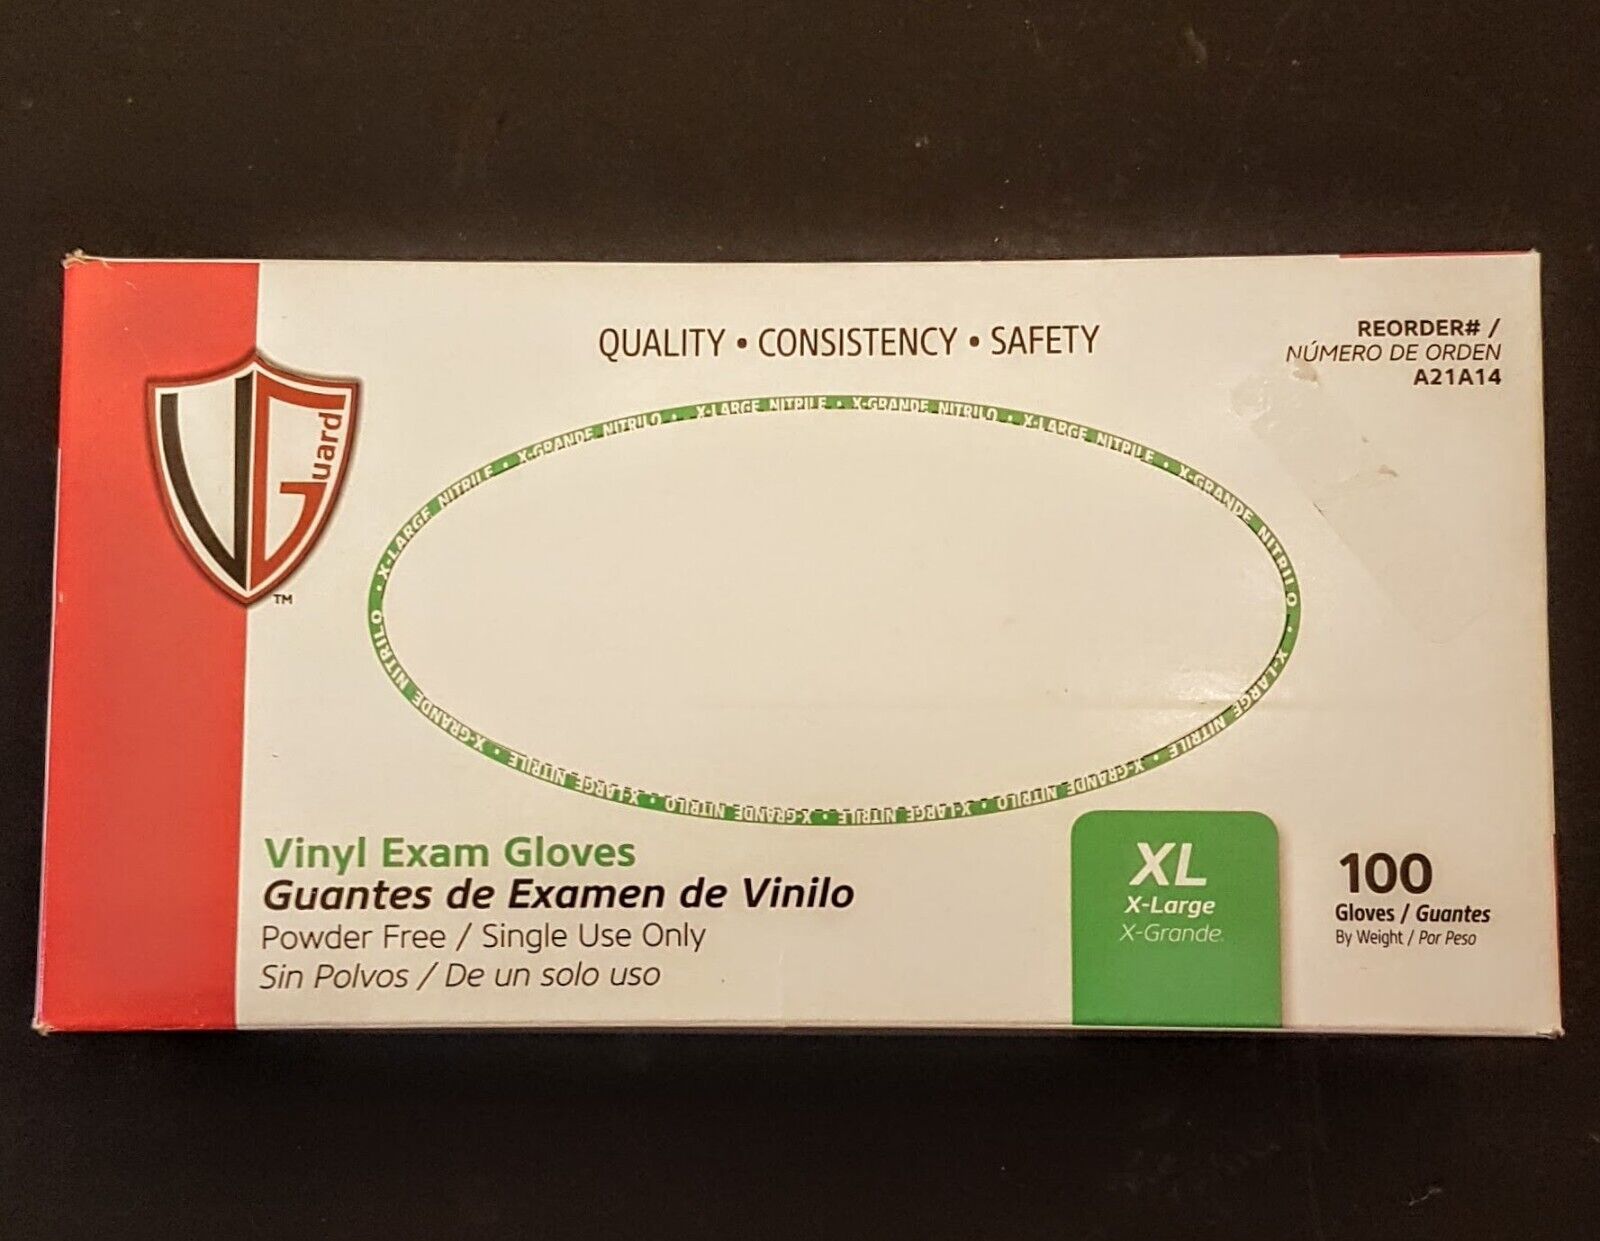 QUALITY • CONSISTENCY • SAFETY
REORDER# /
NÚMERO DE ORDEN
A21A14
VGuard
TM
X-LARGE NITRILE • X-GRANDE NITRILO • X-LARGE NITRILE • X-GRANDE NITRILO • X-LARGE NITRILE • X-GRANDE NITRILO • X-LARGE NITRILE • X-GRANDE NITRILO • X-LARGE NITRILE • X-GRANDE NITRILO • X-LARGE NITRILE • X-GRANDE NITRILO •
Vinyl Exam Gloves
Guantes de Examen de Vinilo
Powder Free / Single Use Only
Sin Polvos / De un solo uso
XL
X-Large
X-Grande
100
Gloves / Guantes
By Weight / Por Peso